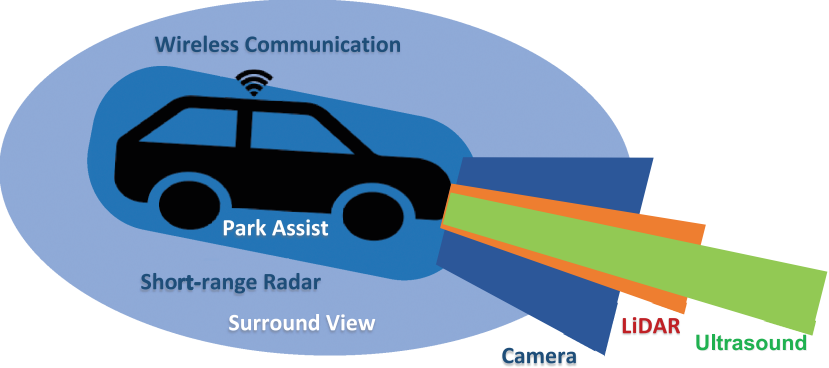 Wireless Communication
Park Assist
Short-range Radar
Surround View
LiDAR
Ultrasound
Camera